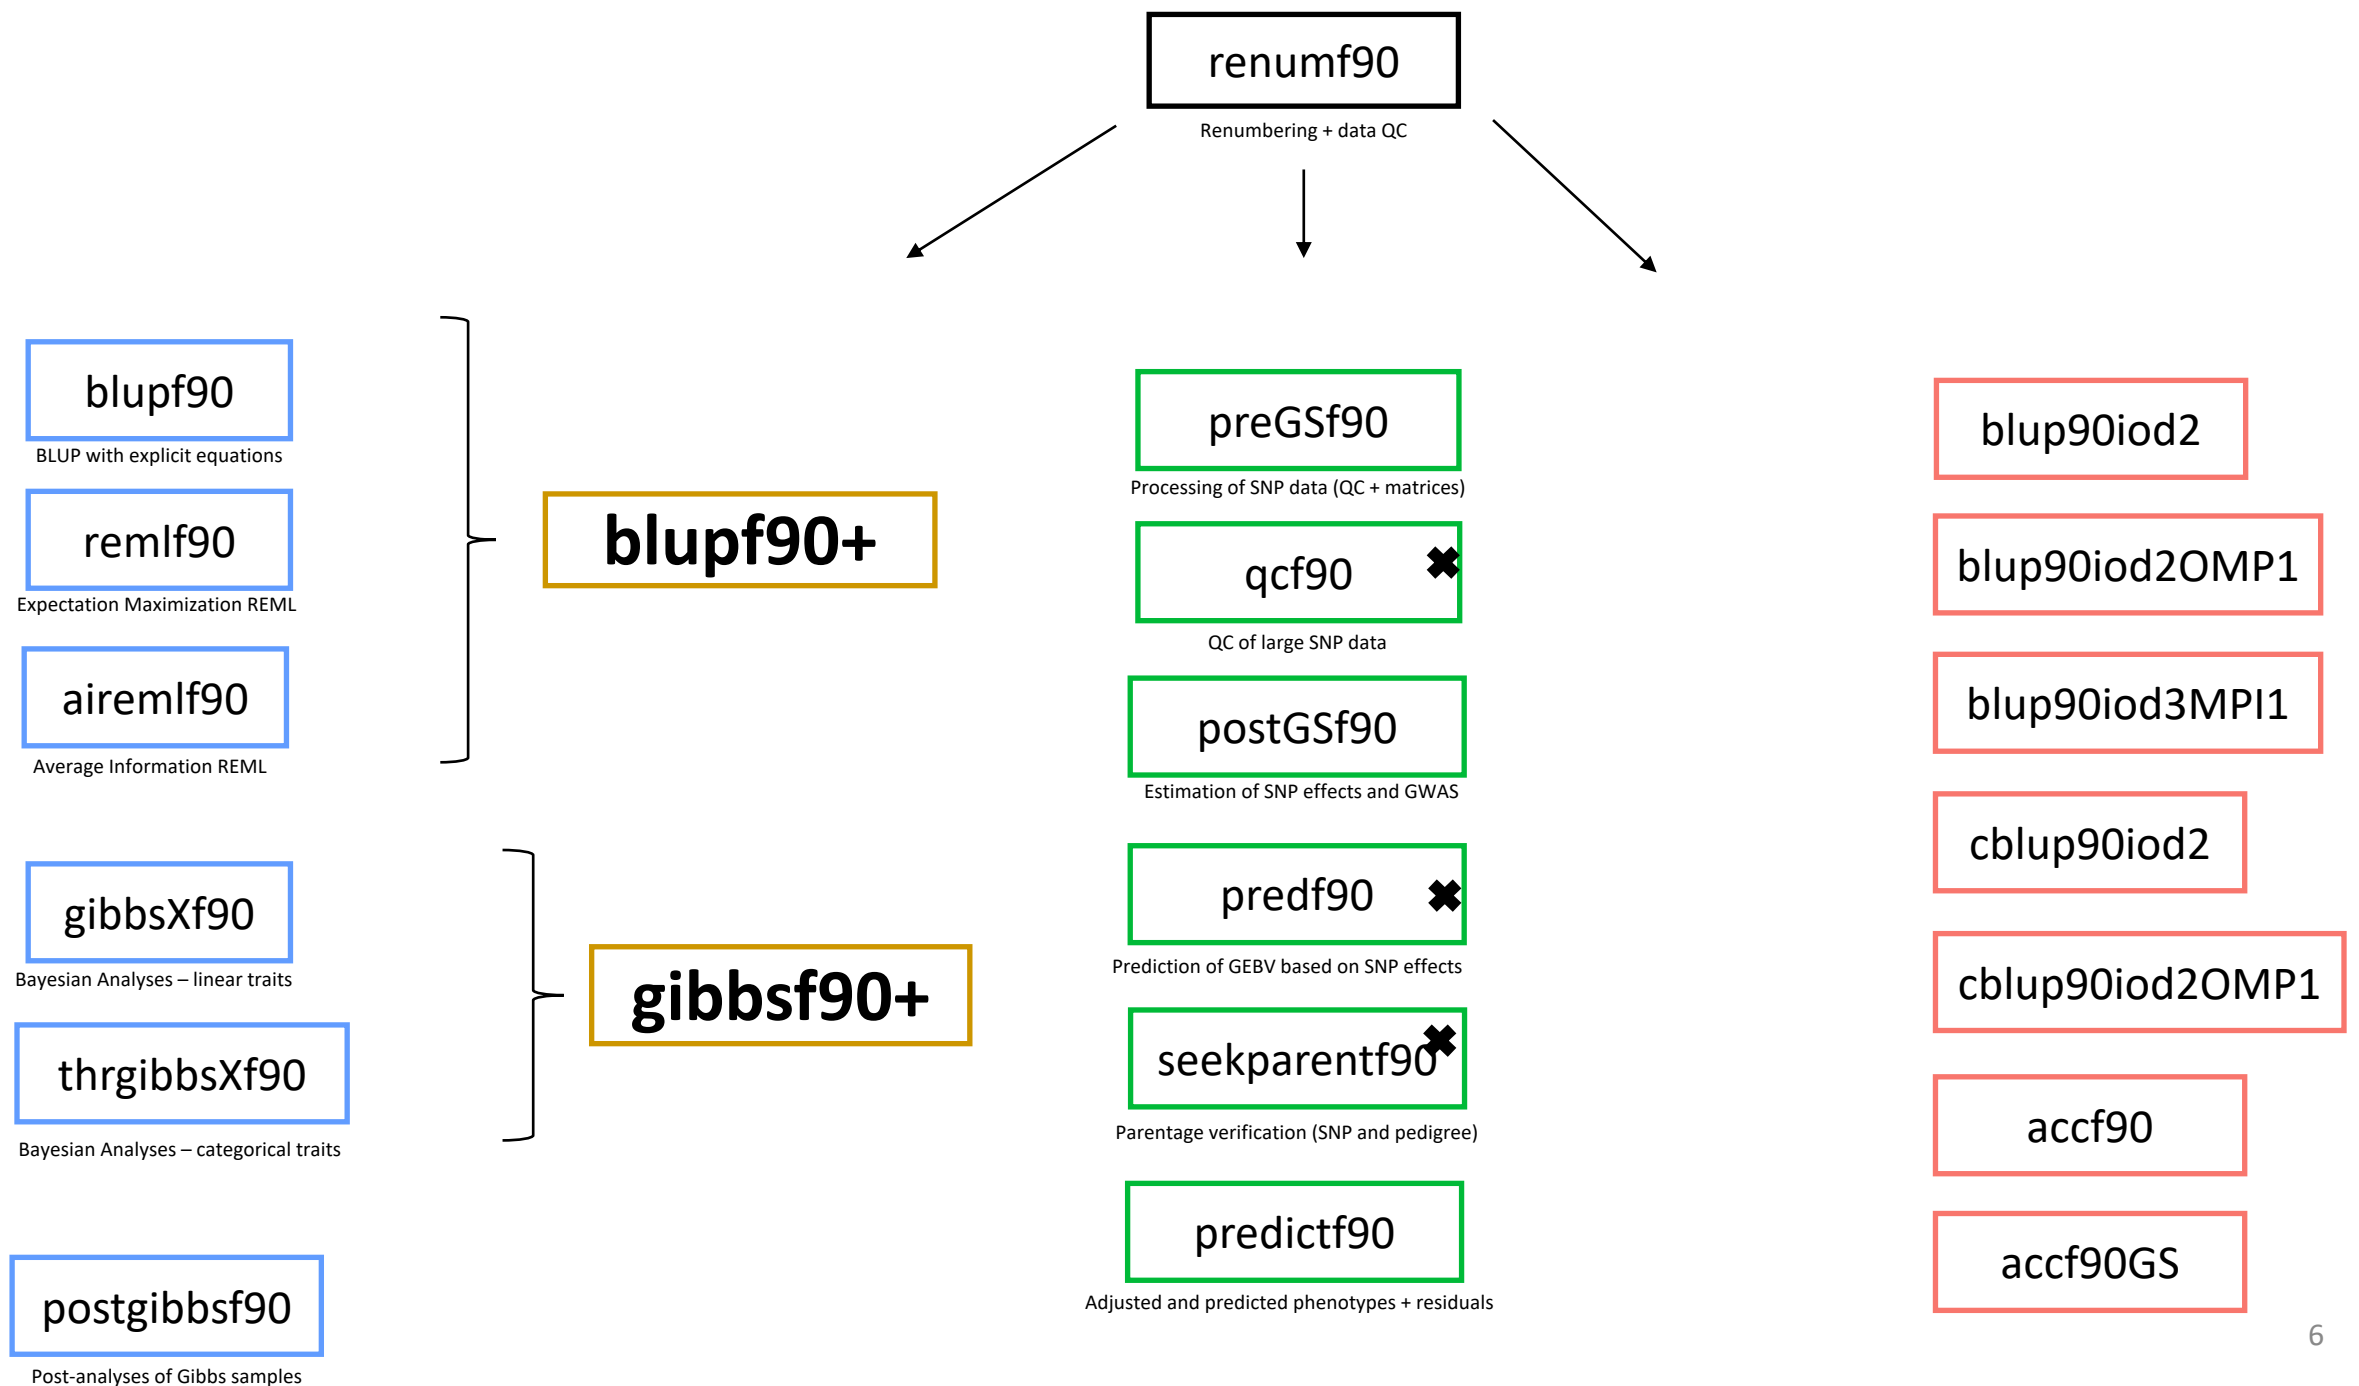 renumf90
Renumbering + data QC
blupf90
BLUP with explicit equations
remlf90
Expectation Maximization REML
airemlf90
Average Information REML
blupf90+
gibbsXf90
Bayesian Analyses – linear traits
thrgibbsXf90
Bayesian Analyses – categorical traits
gibbsf90+
postgibbsf90
Post-analyses of Gibbs samples
preGSf90
Processing of SNP data (QC + matrices)
qcf90
QC of large SNP data
postGSf90
Estimation of SNP effects and GWAS
predf90
Prediction of GEBV based on SNP effects
seekparentf90
Parentage verification (SNP and pedigree)
predictf90
Adjusted and predicted phenotypes + residuals
blup90iod2
blup90iod2OMP1
blup90iod3MPI1
cblup90iod2
cblup90iod2OMP1
accf90
accf90GS
6